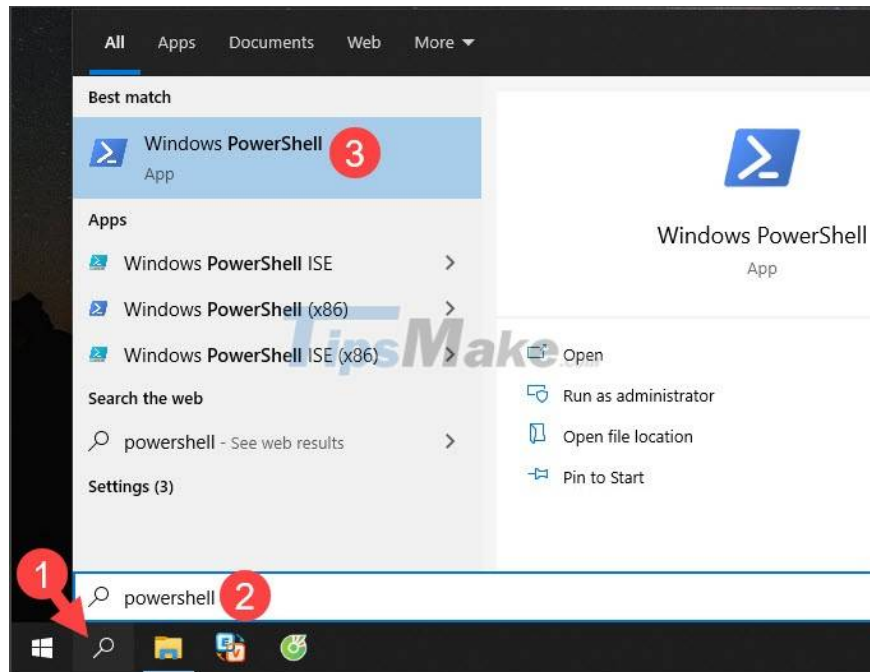 All Apps Documents Web More
Best match
Windows PowerShell
App
3
Apps
Windows PowerShell ISE
Windows PowerShell (x86)
Windows PowerShell ISE (x86)
Search the web
powershell - See web results
Settings (3)
Windows PowerShell
App
Open
Run as administrator
Open file location
Pin to Start
TipsMake.com
1
powershell
2